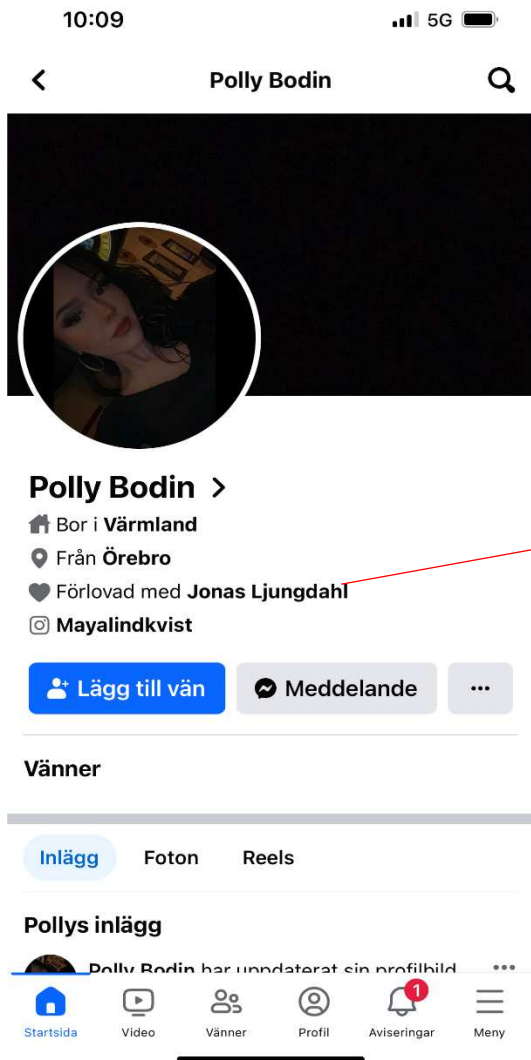 10:09
5G
Polly Bodin
Polly Bodin
Bor i Värmland
Från Örebro
Förlovad med Jonas Ljungdahl
Mayalindkvist
Lägg till vän
Meddelande
Vänner
Inlägg Foton Reels
Pollys inlägg
Polly Bodin har uppdaterat sin profilbild
1
Startsida Video Vänner Profil Aviseringar Meny